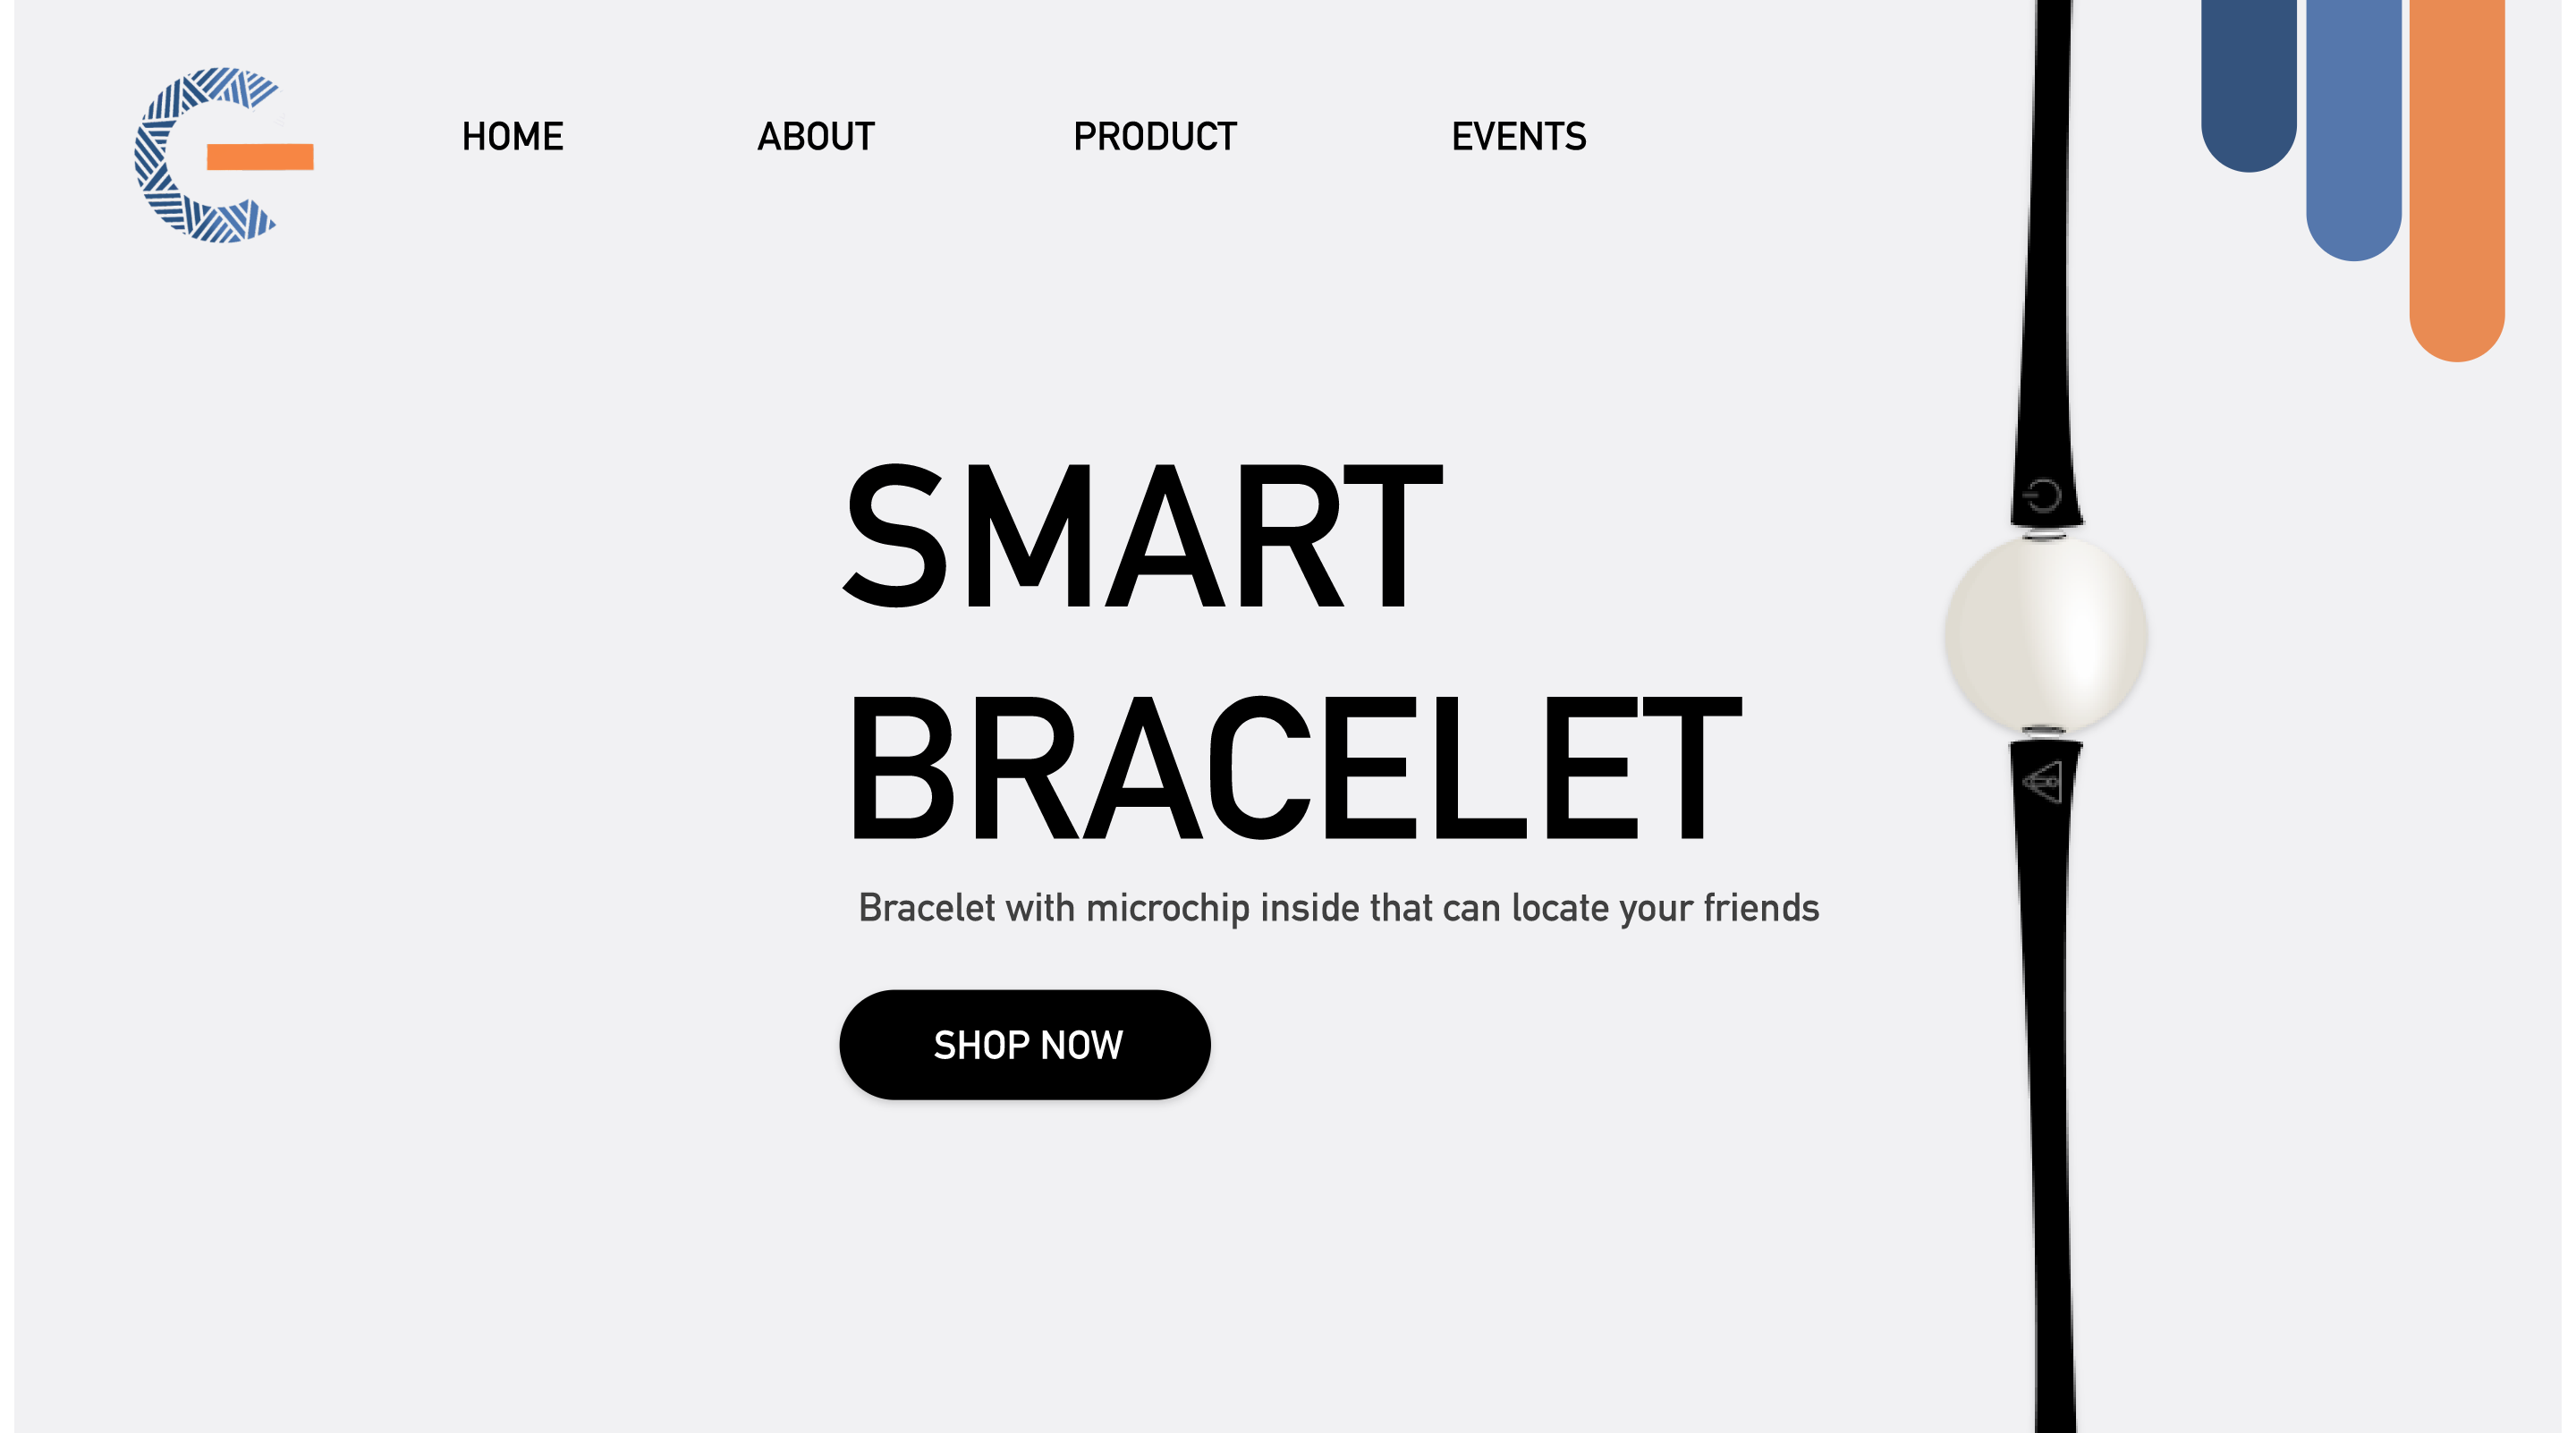 HOME ABOUT PRODUCT EVENTS
SMART
BRACELET
Bracelet with microchip inside that can locate your friends
SHOP NOW